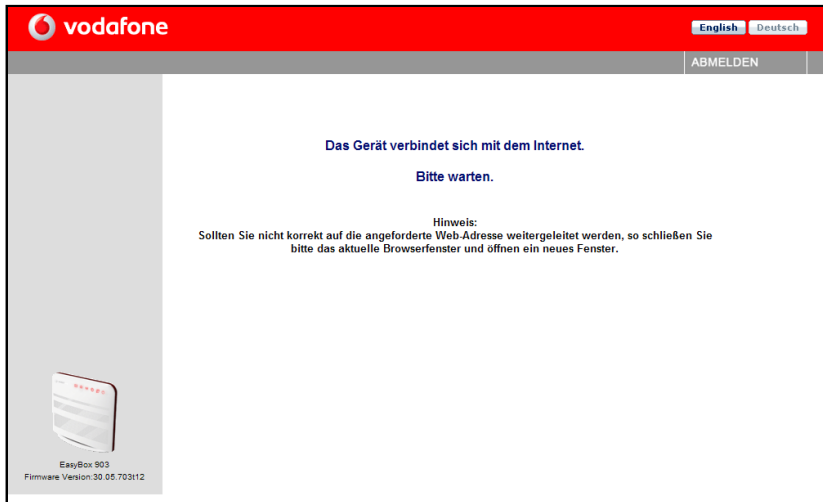 vodafone
English Deutsch
ABMELDEN
Das Gerät verbindet sich mit dem Internet.
Bitte warten.
Hinweis:
Sollten Sie nicht korrekt auf die angeforderte Web-Adresse weitergeleitet werden, so schließen Sie
bitte das aktuelle Browserfenster und öffnen ein neues Fenster.
EasyBox 903
Firmware Version:30.05.703t12